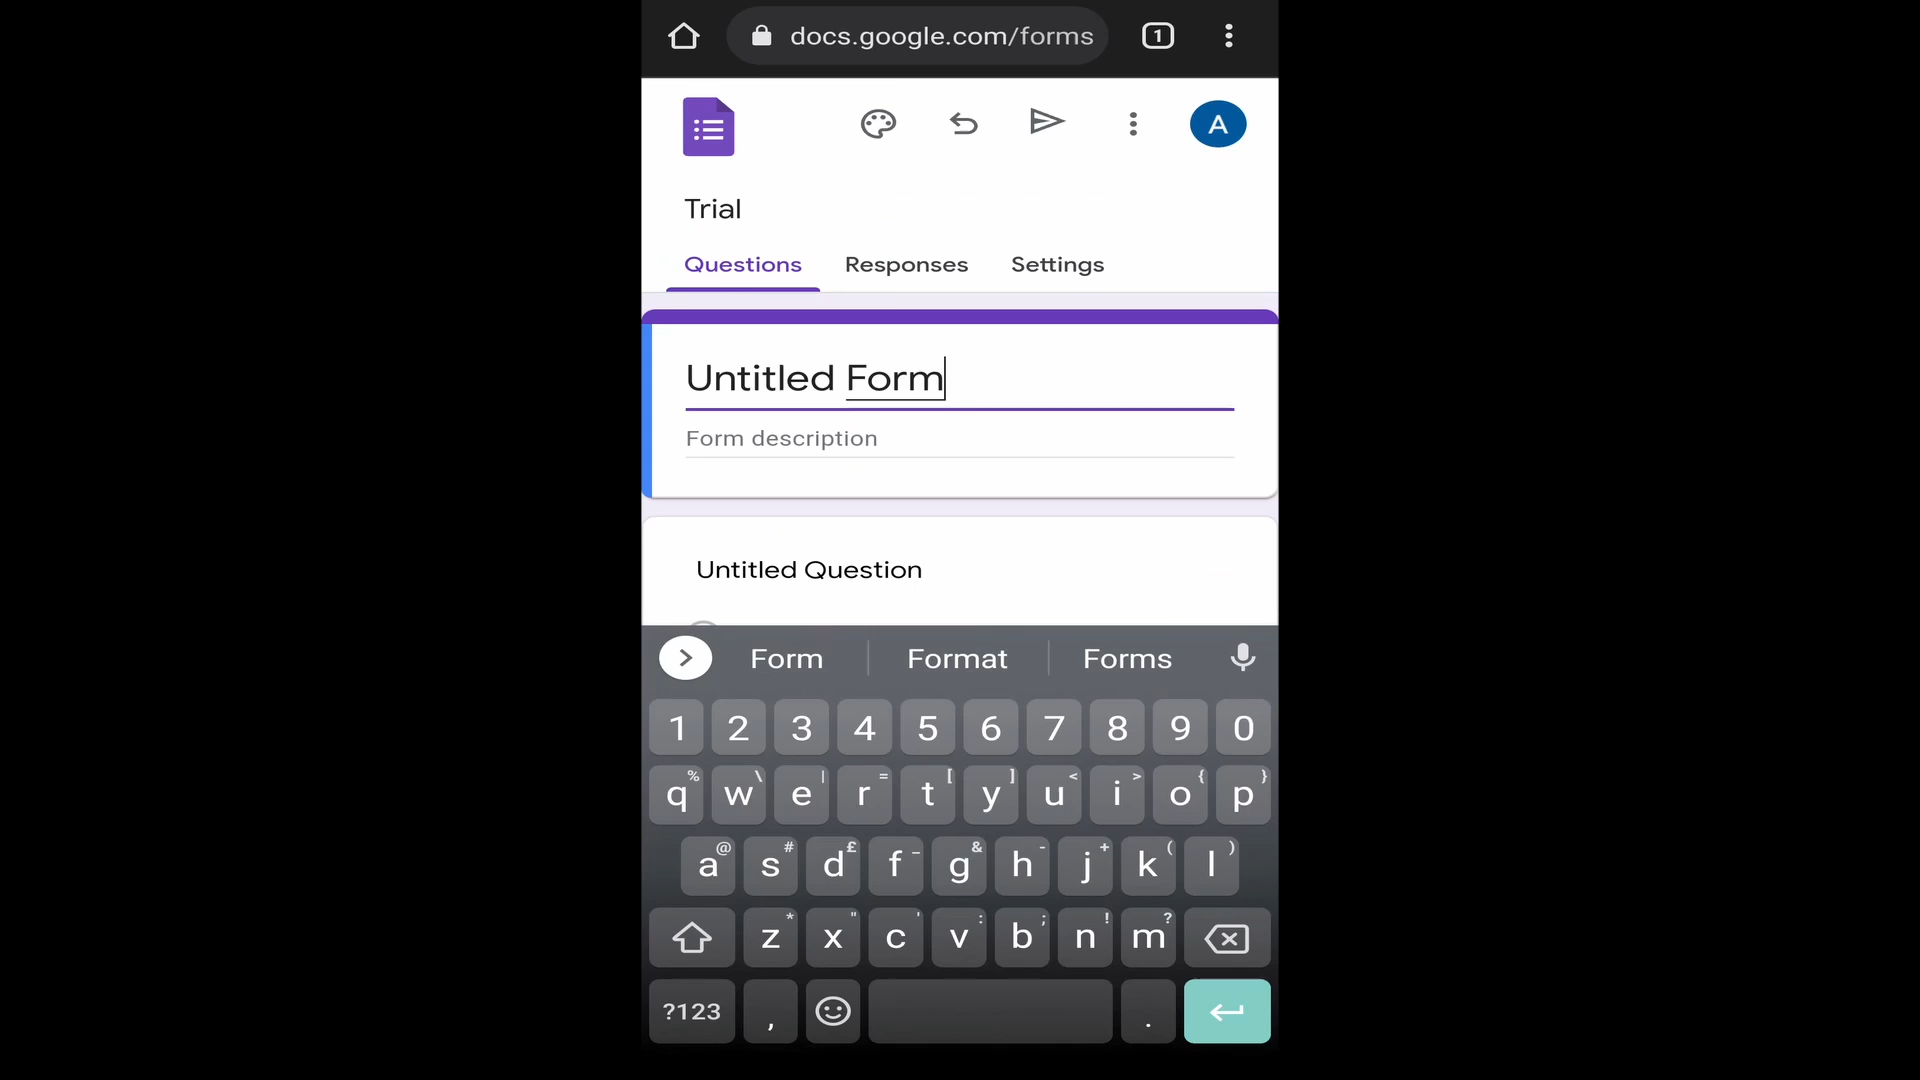 1
docs.google.com/forms
A
Trial
Questions Responses Settings
Untitled Form
Form description
Untitled Question
Form Format Forms
1 2 3 4 5 6 7 8 9 0
% \ | = [ ] < > { }
q w e r t y u i o p
@ # £ _ & - + ( )
a s d f g h j k l
* " ' : ; ! ?
z x c v b n m
?123 , .